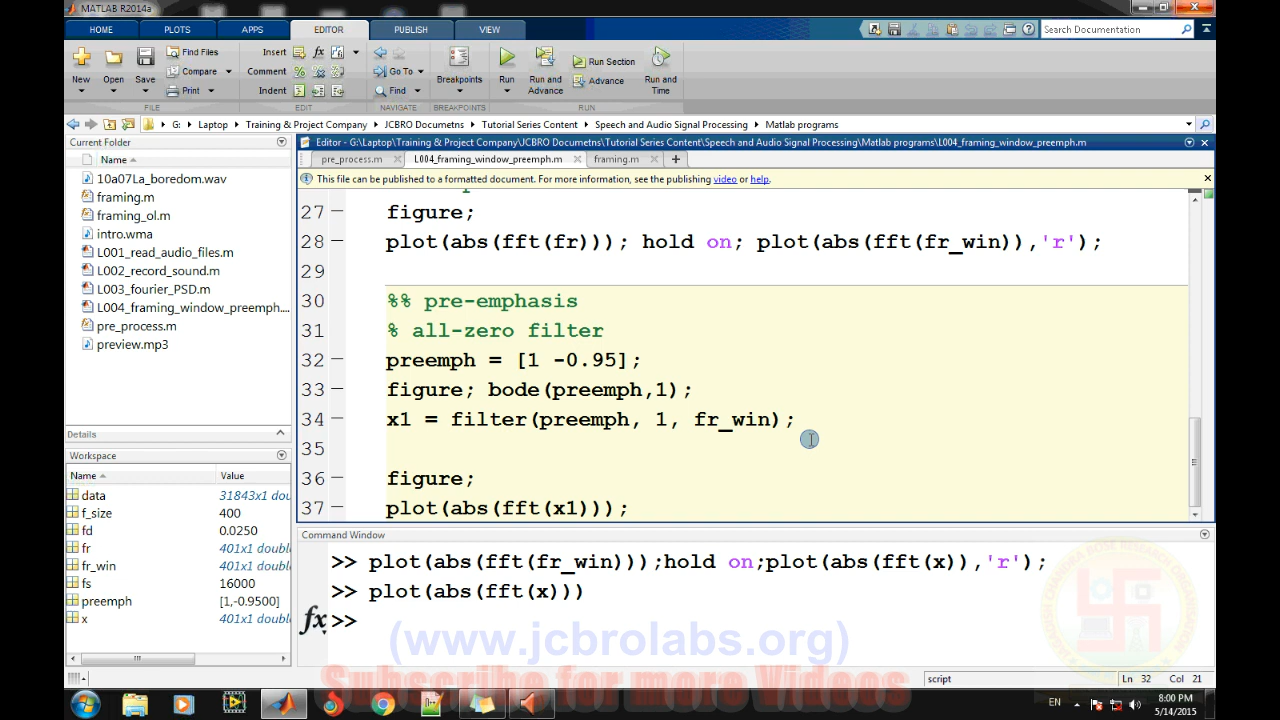 MATLAB R2014a
HOME PLOTS APPS EDITOR PUBLISH VIEW
Search Documentation
New Open Save Find Files Compare Print
Insert Comment Indent
Go To Find
Breakpoints
Run Run and Advance Run Section Advance Run and Time
FILE EDIT NAVIGATE BREAKPOINTS RUN
G: Laptop Training & Project Company JCBRO Documetns Tutorial Series Content Speech and Audio Signal Processing Matlab programs
Current Folder
Name
10a07La_boredom.wav
framing.m
framing_ol.m
intro.wma
L001_read_audio_files.m
L002_record_sound.m
L003_fourier_PSD.m
L004_framing_window_preemph....
pre_process.m
preview.mp3
Details
Workspace
Name Value
data 31843x1 dou
f_size 400
fd 0.0250
fr 401x1 double
fr_win 401x1 double
fs 16000
preemph [1,-0.9500]
x 401x1 double
Editor - G:\Laptop\Training & Project Company\JCBRO Documetns\Tutorial Series Content\Speech and Audio Signal Processing\Matlab programs\L004_framing_window_preemph.m
pre_process.m L004_framing_window_preemph.m framing.m
This file can be published to a formatted document. For more information, see the publishing video or help.
27 figure;
28 plot(abs(fft(fr))); hold on; plot(abs(fft(fr_win)),'r');
29
30 %% pre-emphasis
31 % all-zero filter
32 preemph = [1 -0.95];
33 figure; bode(preemph,1);
34 x1 = filter(preemph, 1, fr_win);
35
36 figure;
37 plot(abs(fft(x1)));
Command Window
>> plot(abs(fft(fr_win)));hold on;plot(abs(fft(x)),'r');
>> plot(abs(fft(x)))
fx >>
(www.jcbrolabs.org)
Subscribe for more Videos
script Ln 32 Col 21
EN 8:00 PM
5/14/2015